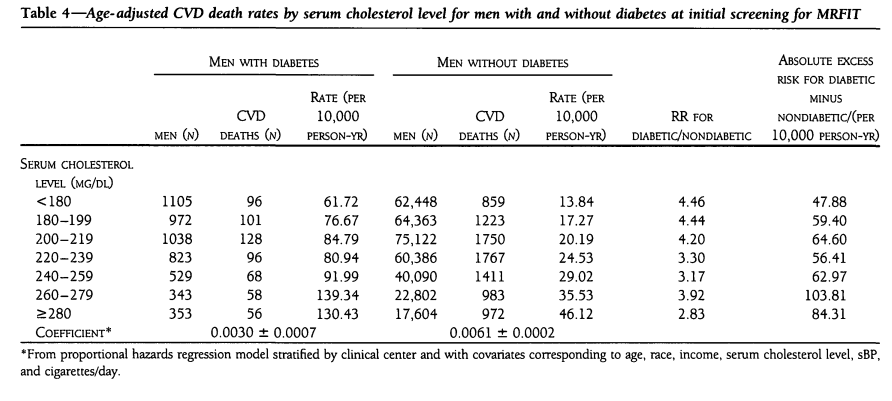 Table 4—Age-adjusted CVD death rates by serum cholesterol level for men with and without diabetes at initial screening for MRFIT
MEN WITH DIABETES MEN WITHOUT DIABETES ABSOLUTE EXCESS
RISK FOR DIABETIC
RATE (PER RATE (PER MINUS
CVD 10,000 CVD 10,000 RR FOR NONDIABETIC/(PER
MEN (N) DEATHS (N) PERSON-YR) MEN (N) DEATHS (N) PERSON-YR) DIABETIC/NONDIABETIC 10,000 PERSON-YR)
SERUM CHOLESTEROL
LEVEL (MG/DL)
<180 1105 96 61.72 62,448 859 13.84 4.46 47.88
180–199 972 101 76.67 64,363 1223 17.27 4.44 59.40
200–219 1038 128 84.79 75,122 1750 20.19 4.20 64.60
220–239 823 96 80.94 60,386 1767 24.53 3.30 56.41
240–259 529 68 91.99 40,090 1411 29.02 3.17 62.97
260–279 343 58 139.34 22,802 983 35.53 3.92 103.81
≥280 353 56 130.43 17,604 972 46.12 2.83 84.31
COEFFICIENT* 0.0030 ± 0.0007 0.0061 ± 0.0002
*From proportional hazards regression model stratified by clinical center and with covariates corresponding to age, race, income, serum cholesterol level, sBP,
and cigarettes/day.